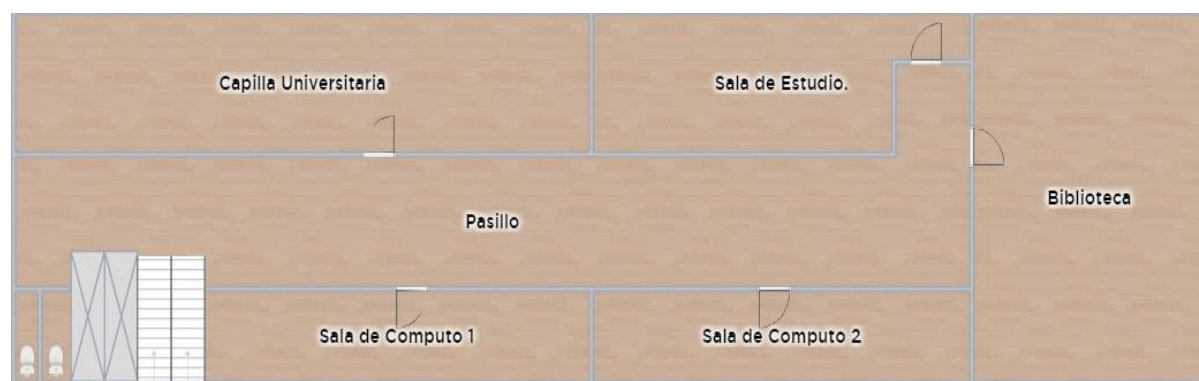 Capilla Universitaria
Sala de Estudio.
Biblioteca
Pasillo
Sala de Computo 1
Sala de Computo 2